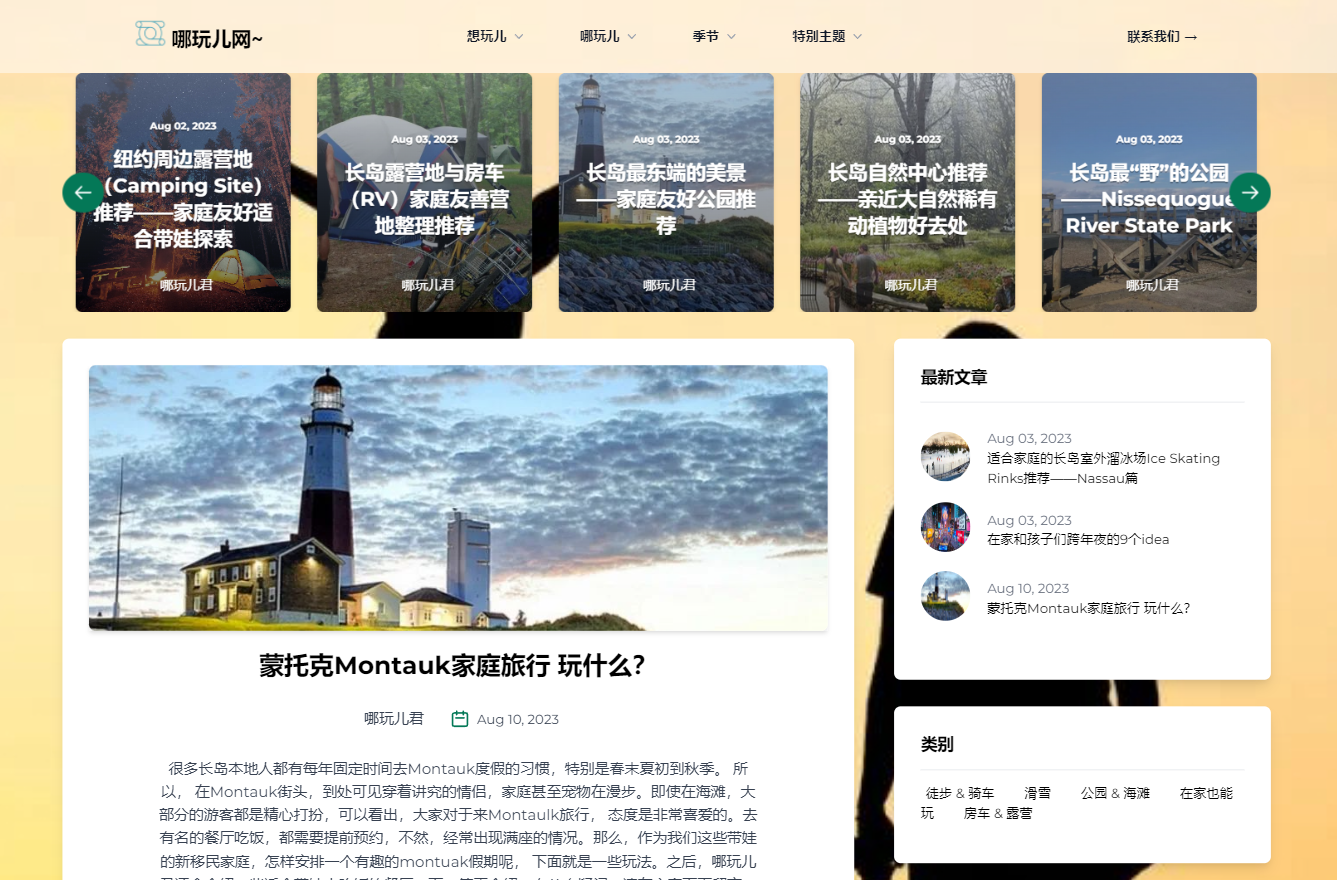 哪玩儿网~
想玩儿
哪玩儿
季节
特别主题
联系我们 →
Aug 02, 2023
纽约周边露营地
(Camping Site)
推荐——家庭友好适
合带娃探索
哪玩儿君
Aug 03, 2023
长岛露营地与房车
（RV）家庭友善营
地整理推荐
哪玩儿君
Aug 03, 2023
长岛最东端的美景
——家庭友好公园推
荐
哪玩儿君
Aug 03, 2023
长岛自然中心推荐
——亲近大自然稀有
动植物好去处
哪玩儿君
Aug 03, 2023
长岛最“野”的公园
——Nissequogue
River State Park
哪玩儿君
蒙托克Montauk家庭旅行 玩什么？
哪玩儿君
Aug 10, 2023
很多长岛本地人都有每年固定时间去Montauk度假的习惯，特别是春末夏初到秋季。 所
以， 在Montauk街头，到处可见穿着讲究的情侣，家庭甚至宠物在漫步。即使在海滩，大
部分的游客都是精心打扮，可以看出，大家对于来Montaulk旅行， 态度是非常喜爱的。去
有名的餐厅吃饭，都需要提前预约，不然，经常出现满座的情况。那么，作为我们这些带娃
的新移民家庭，怎样安排一个有趣的montuak假期呢， 下面就是一些玩法。之后，哪玩儿
最新文章
Aug 03, 2023
适合家庭的长岛室外溜冰场Ice Skating
Rinks推荐——Nassau篇
Aug 03, 2023
在家和孩子们跨年夜的9个idea
Aug 10, 2023
蒙托克Montauk家庭旅行 玩什么？
类别
徒步 & 骑车 滑雪 公园 & 海滩 在家也能
玩 房车 & 露营